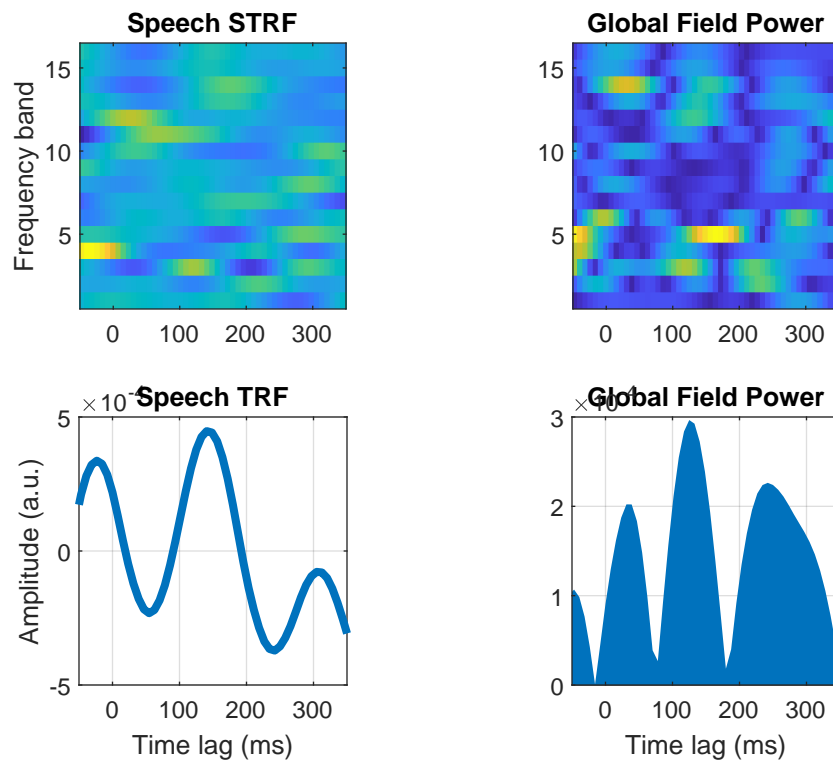 Speech STRF
Frequency band
15
10
5
0 100 200 300
Global Field Power
15
10
5
0 100 200 300
× 10⁻⁴
Speech TRF
Amplitude (a.u.)
5
0
-5
0 100 200 300
Time lag (ms)
Global Field Power
3
2
1
0
0 100 200 300
Time lag (ms)